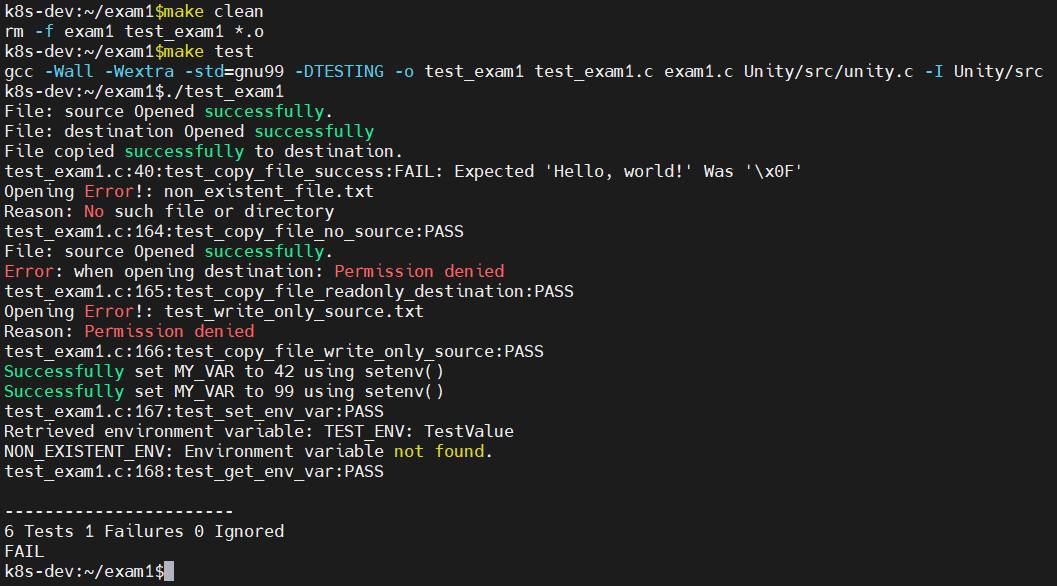 k8s-dev:~/exam1$make clean
rm -f exam1 test_exam1 *.o
k8s-dev:~/exam1$make test
gcc -Wall -Wextra -std=gnu99 -DTESTING -o test_exam1 test_exam1.c exam1.c Unity/src/unity.c -I Unity/src
k8s-dev:~/exam1$./test_exam1
File: source Opened successfully.
File: destination Opened successfully
File copied successfully to destination.
test_exam1.c:40:test_copy_file_success:FAIL: Expected 'Hello, world!' Was '\x0F'
Opening Error!: non_existent_file.txt
Reason: No such file or directory
test_exam1.c:164:test_copy_file_no_source:PASS
File: source Opened successfully.
Error: when opening destination: Permission denied
test_exam1.c:165:test_copy_file_readonly_destination:PASS
Opening Error!: test_write_only_source.txt
Reason: Permission denied
test_exam1.c:166:test_copy_file_write_only_source:PASS
Successfully set MY_VAR to 42 using setenv()
Successfully set MY_VAR to 99 using setenv()
test_exam1.c:167:test_set_env_var:PASS
Retrieved environment variable: TEST_ENV: TestValue
NON_EXISTENT_ENV: Environment variable not found.
test_exam1.c:168:test_get_env_var:PASS
-----------------------
6 Tests 1 Failures 0 Ignored
FAIL
k8s-dev:~/exam1$